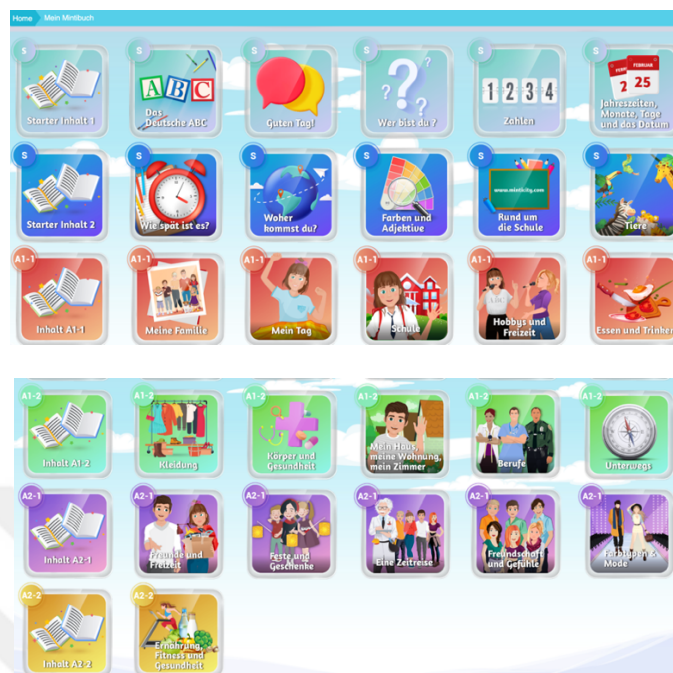 Home Mein Mintibuch
S S S S S S
Starter Inhalt 1
ABC
Das
Deutsche ABC
Guten Tag!
? ? ?
Wer bist du ?
1 2 3 4
Zahlen
FEBRUAR
2 25
Jahreszeiten,
Monate, Tage
und das Datum
S S S S S S
Starter Inhalt 2
Wie spät ist es?
Woher
kommst du?
Farben und
Adjektive
www.minticity.com
Rund um
die Schule
Tiere
A1-1 A1-1 A1-1 A1-1 A1-1 A1-1
Inhalt A1-1
Meine Familie
Mein Tag
Schule
Hobbys und
Freizeit
Essen und Trinken
A1-2 A1-2 A1-2 A1-2 A1-2 A1-2
Inhalt A1-2
Kleidung
Körper und
Gesundheit
Mein Haus,
meine Wohnung,
mein Zimmer
Berufe
Unterwegs
A2-1 A2-1 A2-1 A2-1 A2-1 A2-1
Inhalt A2-1
Freunde und
Freizeit
Feste und
Geschenke
Eine Zeitreise
Freundschaft
und Gefühle
Farbtypen &
Mode
A2-2 A2-2
Inhalt A2-2
Ernährung,
Fitness und
Gesundheit